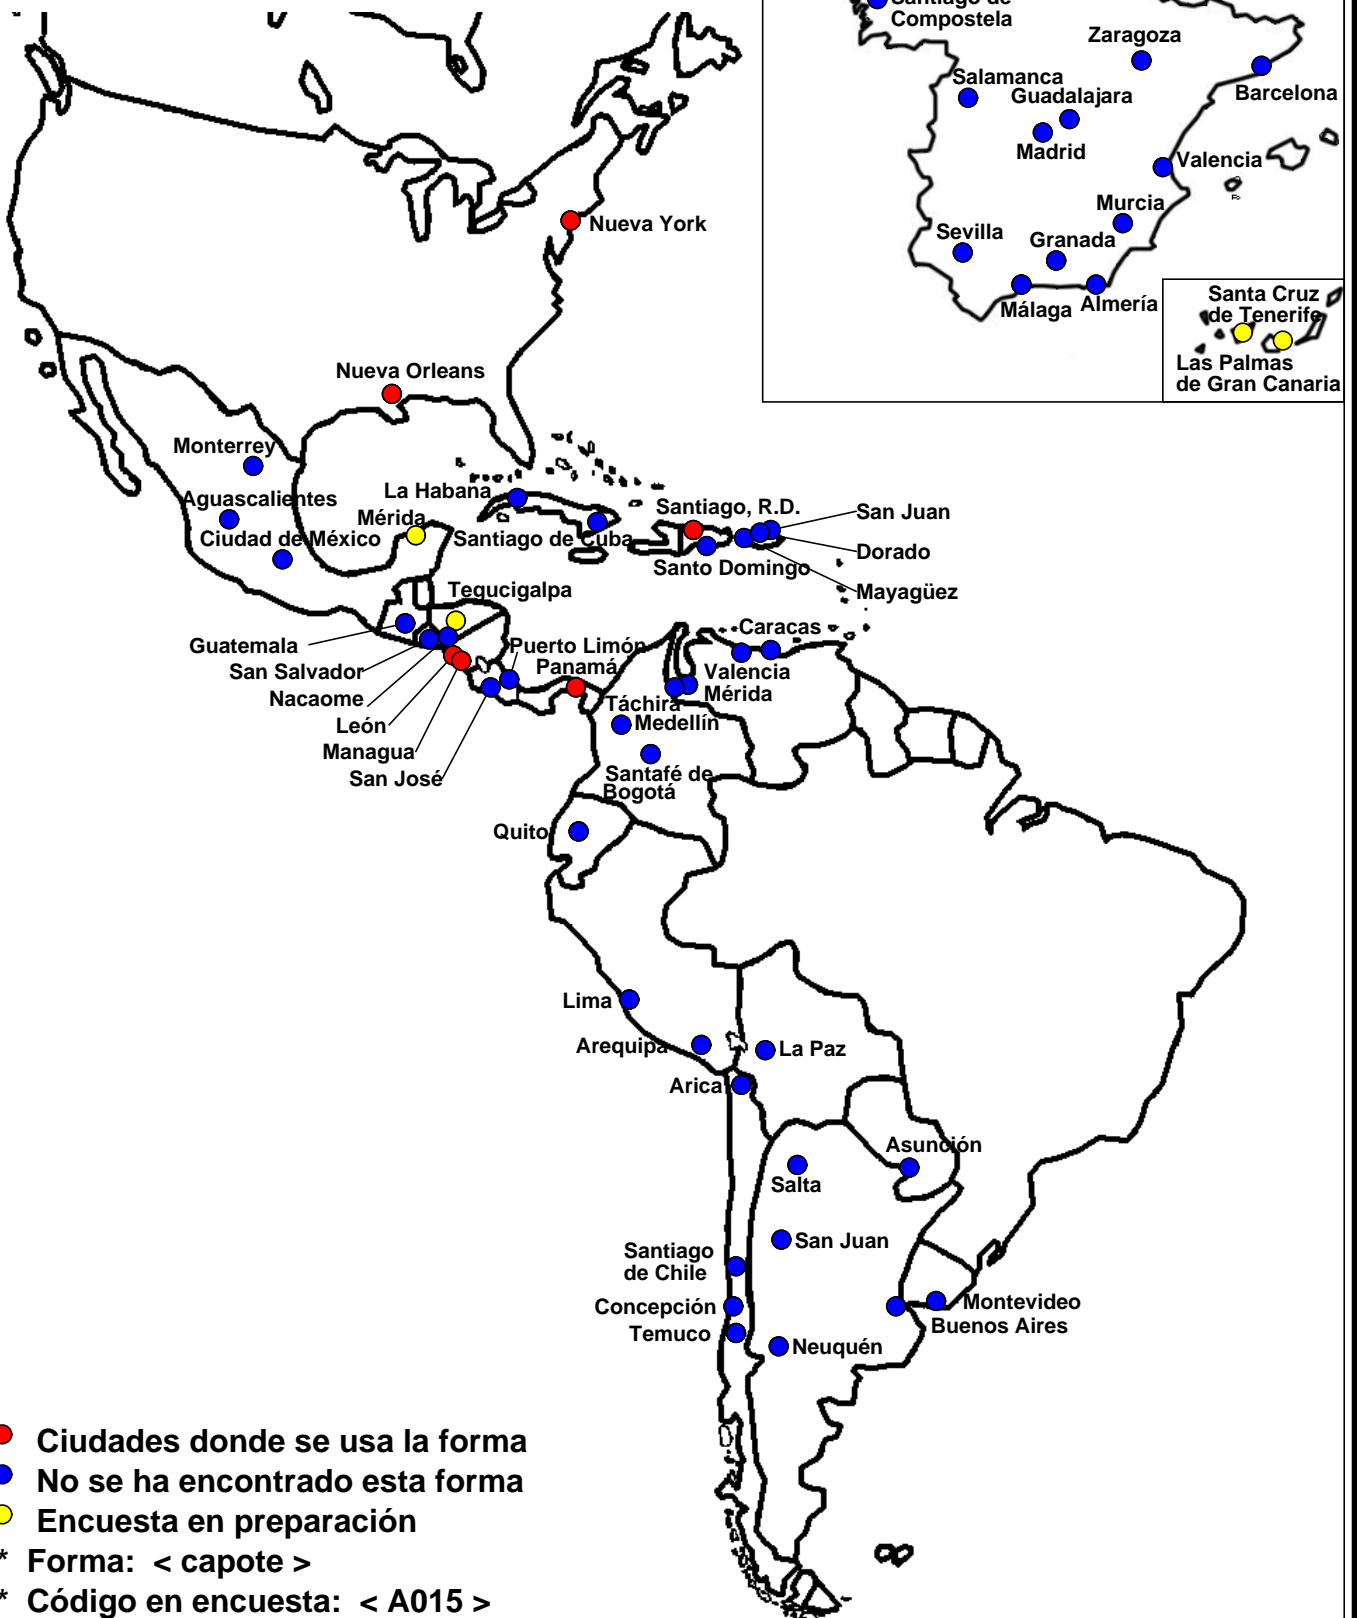 Santiago de
Compostela
Zaragoza
Barcelona
Salamanca
Guadalajara
Madrid
Valencia
Murcia
Sevilla
Granada
Málaga
Almería
Santa Cruz
de Tenerife
Las Palmas
de Gran Canaria
Nueva York
Nueva Orleans
Monterrey
Aguascalientes
Ciudad de México
Mérida
La Habana
Santiago de Cuba
Santiago, R.D.
Santo Domingo
San Juan
Dorado
Mayagüez
Tegucigalpa
Guatemala
San Salvador
Nacaome
León
Managua
San José
Puerto Limón
Panamá
Caracas
Valencia
Mérida
Táchira
Medellín
Santafé de
Bogotá
Quito
Lima
Arequipa
La Paz
Arica
Asunción
Salta
San Juan
Santiago
de Chile
Concepción
Temuco
Neuquén
Montevideo
Buenos Aires
Ciudades donde se usa la forma
No se ha encontrado esta forma
Encuesta en preparación
* Forma: < capote >
* Código en encuesta: < A015 >